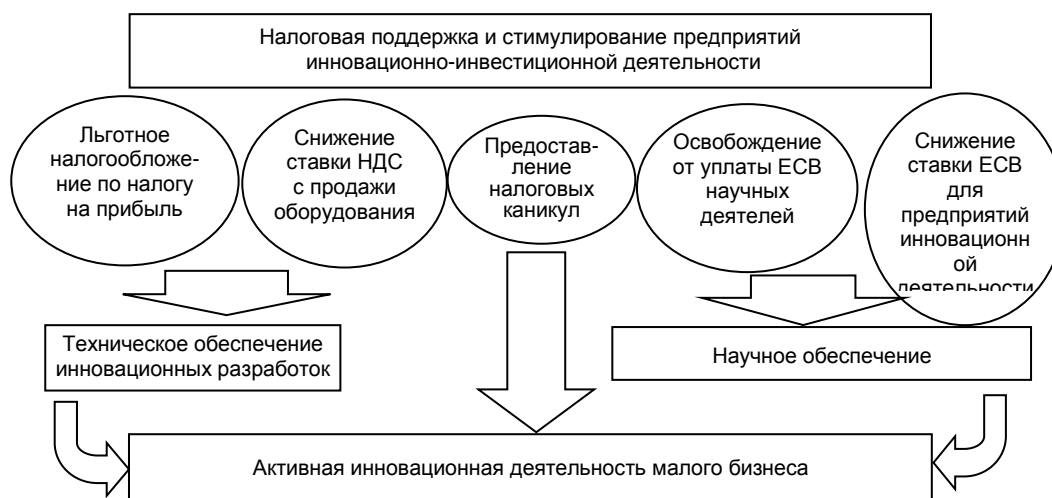 Налоговая поддержка и стимулирование предприятий
инновационно-инвестиционной деятельности
Льготное
налогообложе-
ние по налогу
на прибыль
Снижение
ставки НДС
с продажи
оборудования
Предостав-
ление
налоговых
каникул
Освобождение
от уплаты ЕСВ
научных
деятелей
Снижение
ставки ЕСВ
для
предприятий
инновационн
ой
деятельности
Техническое обеспечение
инновационных разработок
Научное обеспечение
Активная инновационная деятельность малого бизнеса